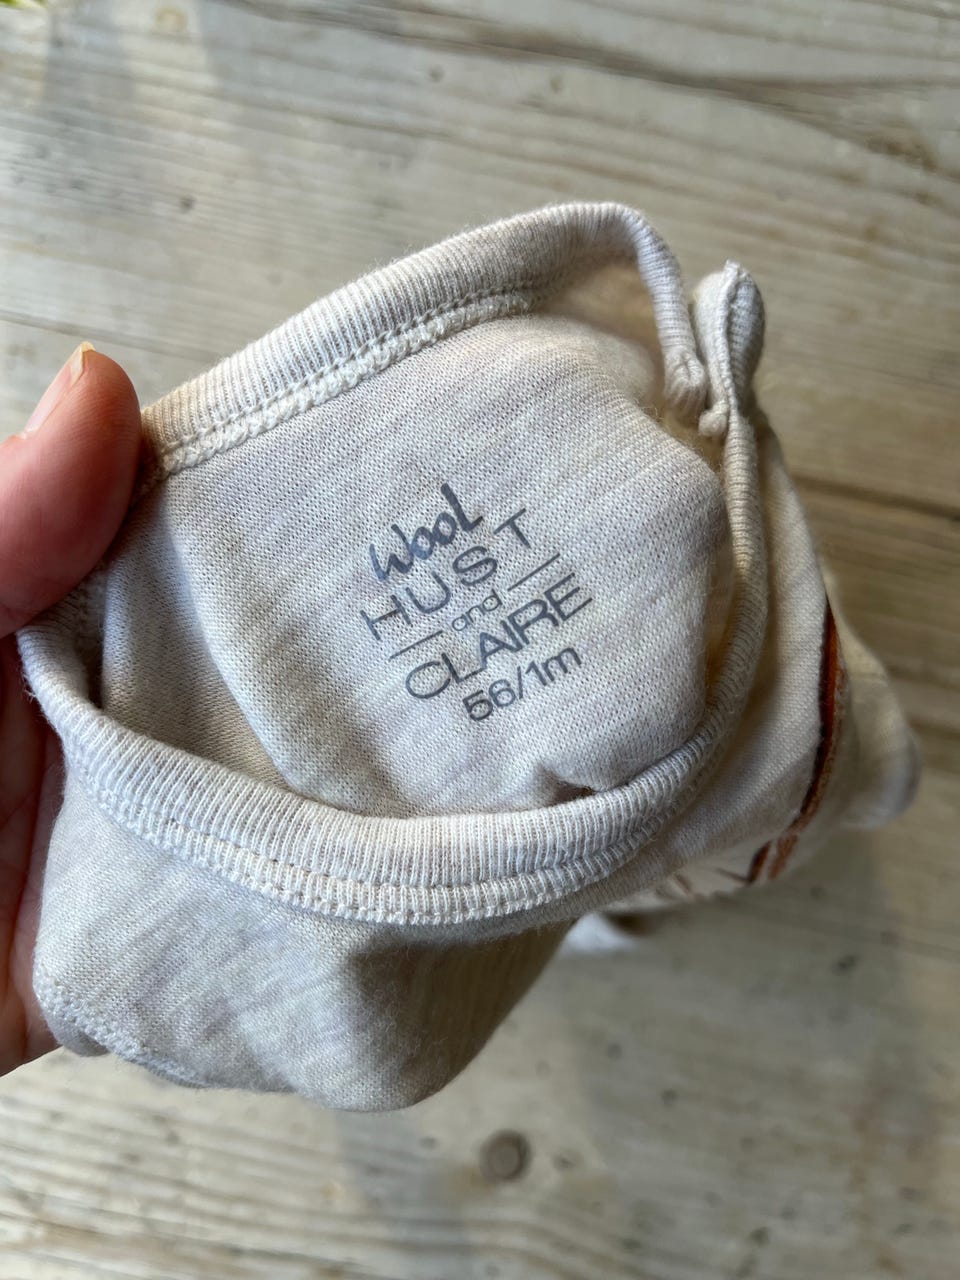 Wool
HUST
and
CLAIRE
56/1m